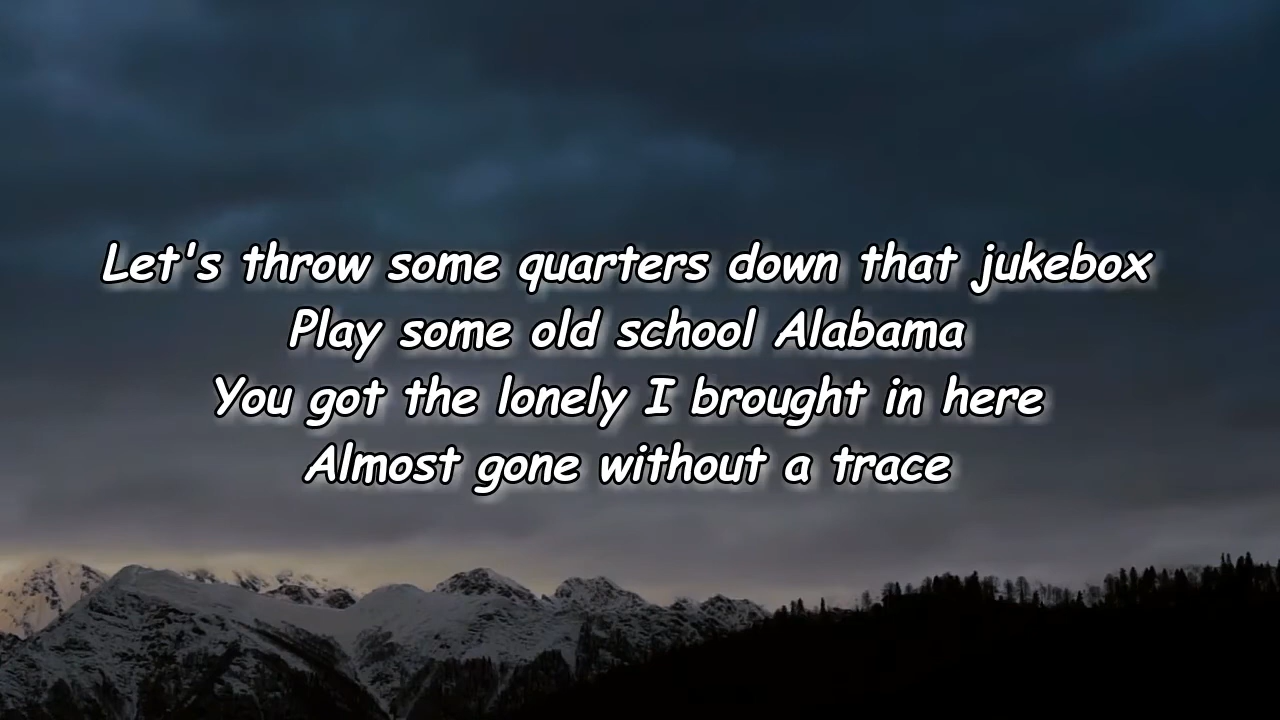 Let's throw some quarters down that jukebox
Play some old school Alabama
You got the lonely I brought in here
Almost gone without a trace